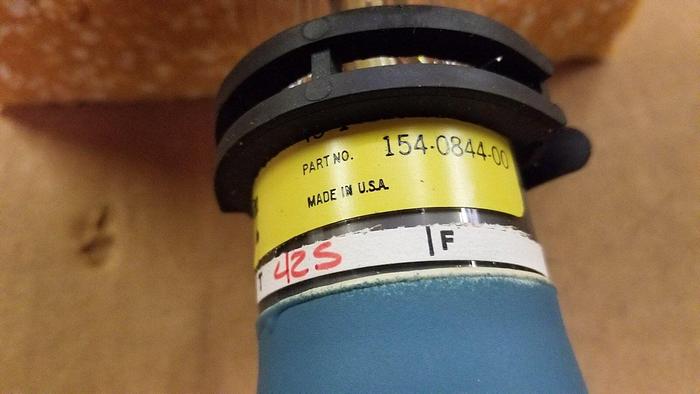 PART NO. 154-0844-00
MADE IN U.S.A.
T 42S |F